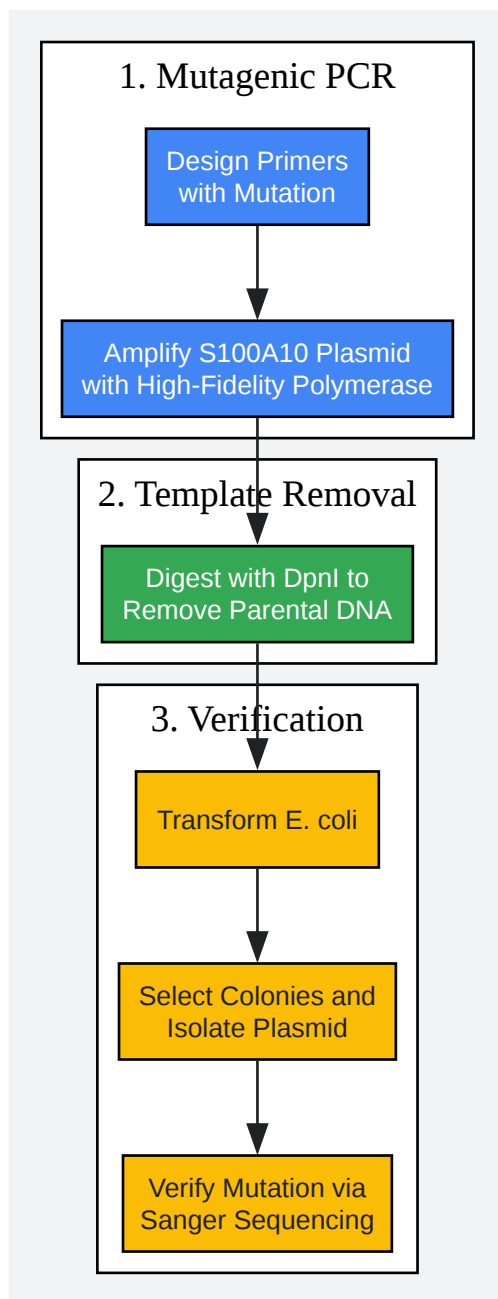 1. Mutagenic PCR
Design Primers
with Mutation
Amplify S100A10 Plasmid
with High-Fidelity Polymerase
2. Template Removal
Digest with DpnI to
Remove Parental DNA
3. Verification
Transform E. coli
Select Colonies and
Isolate Plasmid
Verify Mutation via
Sanger Sequencing